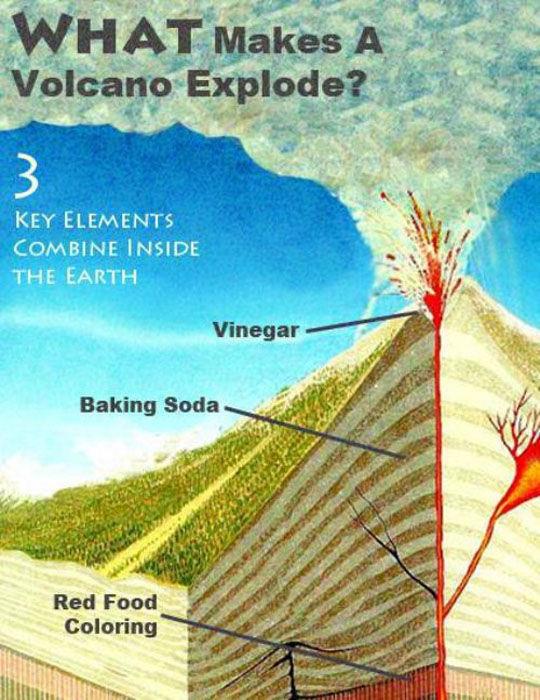 WHAT Makes A
Volcano Explode?
3
KEY ELEMENTS
COMBINE INSIDE
THE EARTH
Vinegar
Baking Soda
Red Food
Coloring